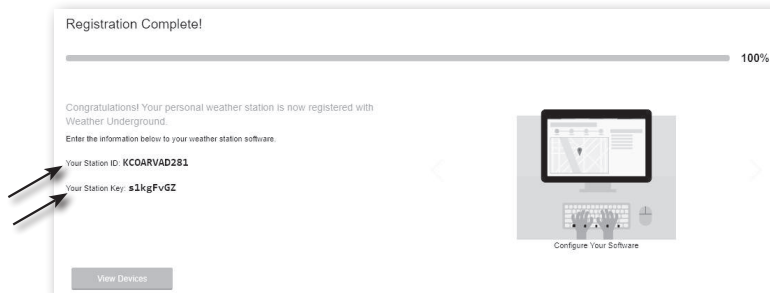 Registration Complete!
100%
Congratulations! Your personal weather station is now registered with
Weather Underground.
Enter the information below to your weather station software.
Your Station ID: KCOARVAD281
Your Station Key: s1kgFvGZ
Configure Your Software
View Devices